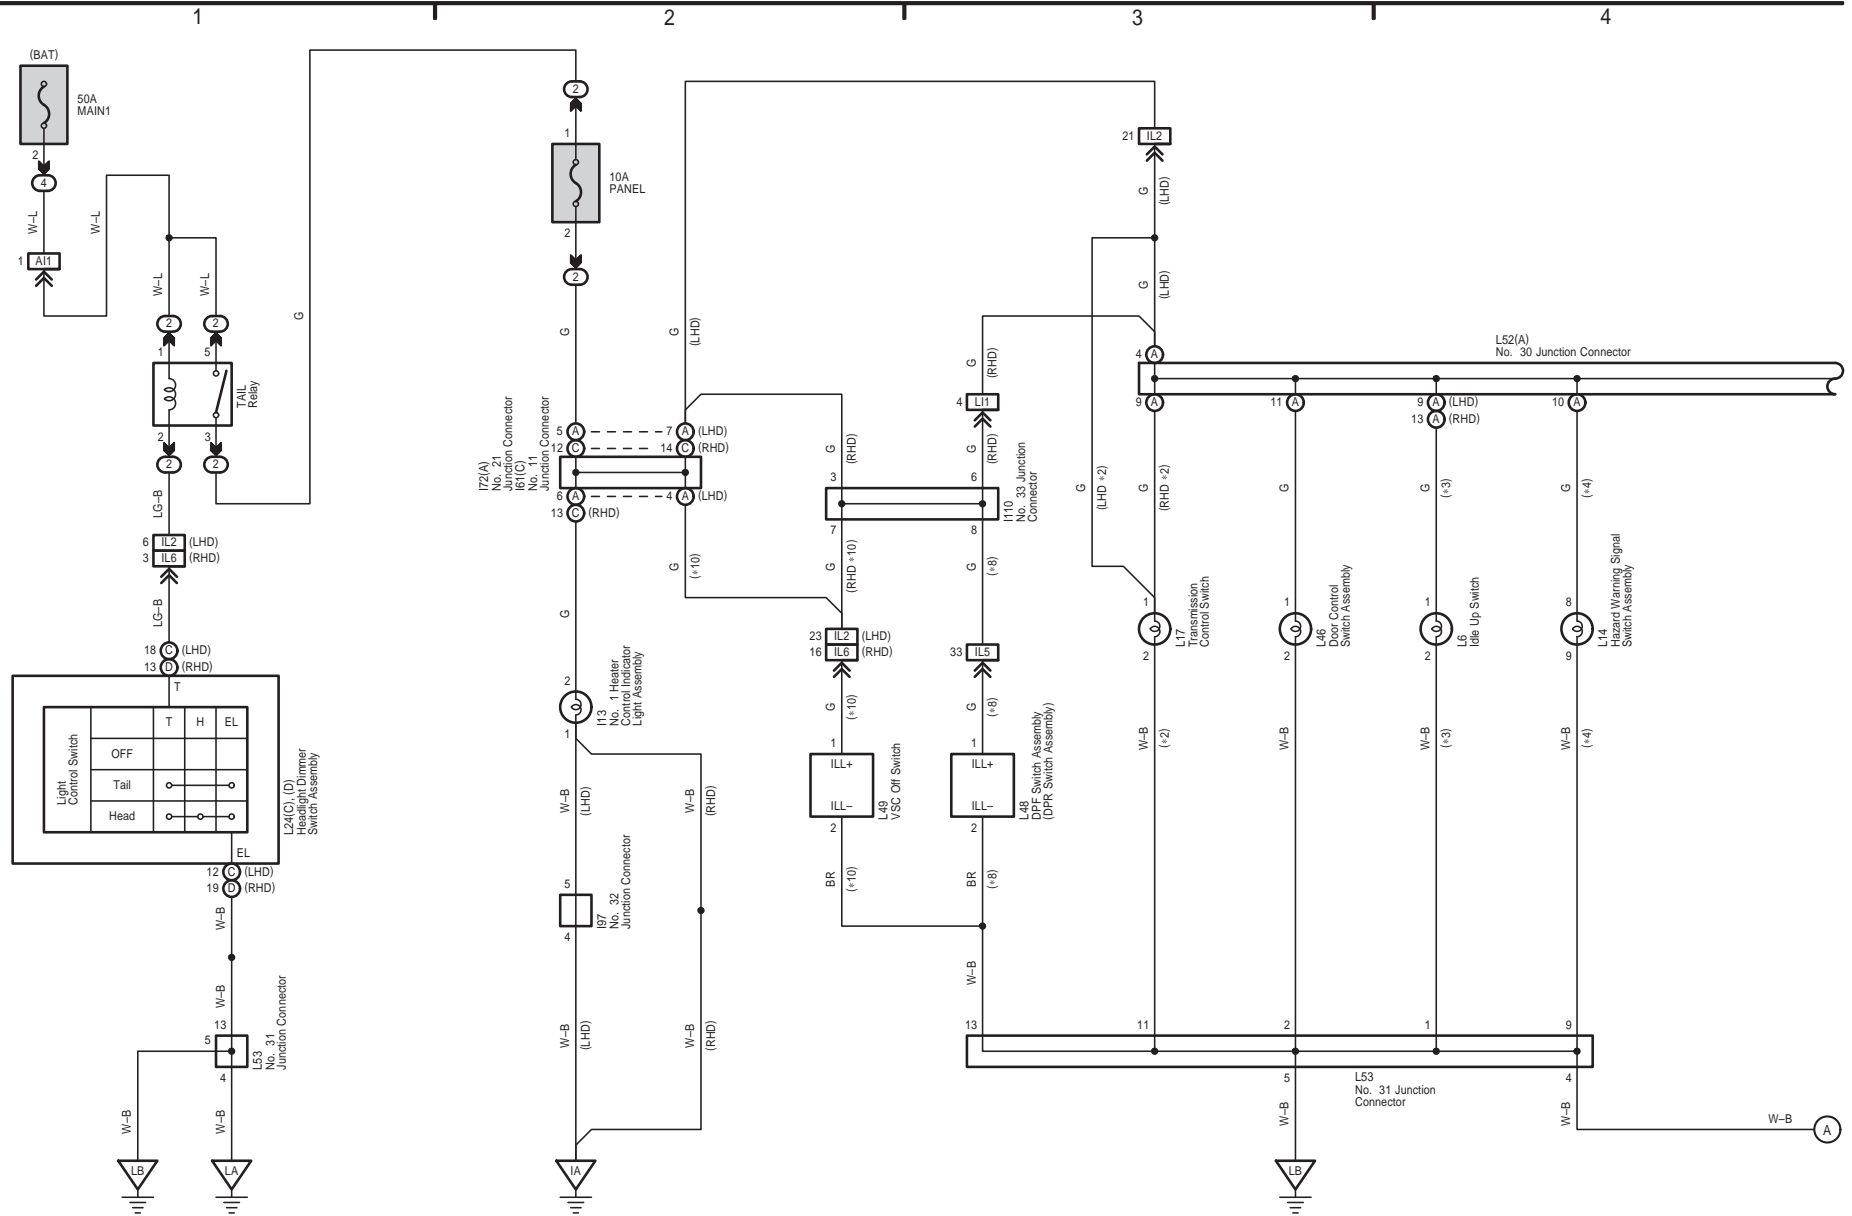 1
2
3
4
(BAT)
50A
MAIN1
2
4
W–L
1 AI1
W–L
W–L
W–L
2
2
1
5
TAIL
Relay
2
3
2
2
LG–B
6 IL2 (LHD)
3 IL6 (RHD)
LG–B
18 C (LHD)
13 D (RHD)
T
Light
Control Switch
T H EL
OFF
Tail
Head
L24(C), (D)
Headlight Dimmer
Switch Assembly
EL
12 C (LHD)
19 D (RHD)
W–B
W–B
13
5
4
L53
No. 31
Junction Connector
W–B
W–B
LB
LA
G
2
1
10A
PANEL
2
2
G
I72(A)
No. 21
Junction Connector
I61(C)
No. 11
Junction Connector
5 A
7 A (LHD)
12 C
14 C (RHD)
6 A
4 A (LHD)
13 C (RHD)
G
2
I13
No. 1 Heater
Control Indicator
Light Assembly
1
W–B
(LHD)
W–B
(RHD)
5
I97
No. 32
Junction Connector
4
W–B
(LHD)
W–B
(RHD)
IA
G
(LHD)
G
(∗10)
G
(RHD)
3
6
I110
No. 33 Junction
Connector
7
8
G
(RHD ∗10)
G
(∗8)
23 IL2 (LHD)
16 IL6 (RHD)
33 IL5
G
(∗10)
G
(∗8)
1
ILL+
ILL–
2
L49
VSC Off Switch
1
ILL+
ILL–
2
L48
DPF Switch Assembly
(DPR Switch Assembly)
BR
(∗10)
BR
(∗8)
W–B
21 IL2
G
(LHD)
G
(LHD)
G
(RHD)
4 LI1
G
(RHD)
4 A
L52(A)
No. 30 Junction Connector
9 A
11 A
9 A (LHD)
13 A (RHD)
10 A
G
(LHD ∗2)
G
(RHD ∗2)
G
G
(∗3)
G
(∗4)
1
L17
Transmission
Control Switch
2
1
L46
Door Control
Switch Assembly
2
1
L6
Idle Up Switch
2
8
L14
Hazard Warning Signal
Switch Assembly
9
W–B
(∗2)
W–B
W–B
(∗3)
W–B
(∗4)
13
11
2
1
9
5
L53
No. 31 Junction
Connector
4
W–B
W–B
W–B
A
LB